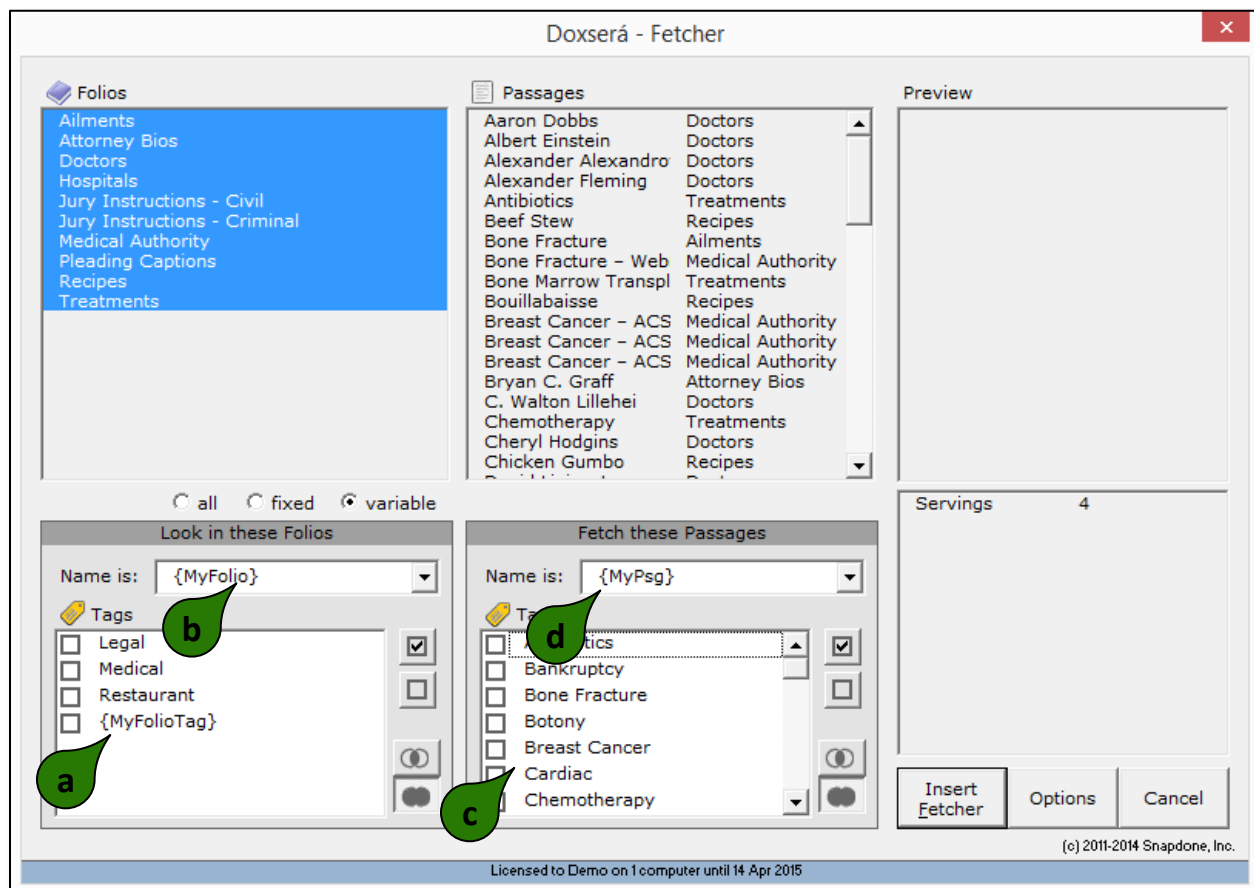 Doxserá - Fetcher
Folios
Ailments
Attorney Bios
Doctors
Hospitals
Jury Instructions - Civil
Jury Instructions - Criminal
Medical Authority
Pleading Captions
Recipes
Treatments
Passages
Aaron Dobbs Doctors
Albert Einstein Doctors
Alexander Alexandro Doctors
Alexander Fleming Doctors
Antibiotics Treatments
Beef Stew Recipes
Bone Fracture Ailments
Bone Fracture – Web Medical Authority
Bone Marrow Transpl Treatments
Bouillabaisse Recipes
Breast Cancer – ACS Medical Authority
Breast Cancer – ACS Medical Authority
Breast Cancer – ACS Medical Authority
Bryan C. Graff Attorney Bios
C. Walton Lillehei Doctors
Chemotherapy Treatments
Cheryl Hodgins Doctors
Chicken Gumbo Recipes
Preview
Servings 4
all fixed variable
Look in these Folios
Name is: {MyFolio}
b
Tags
Legal
Medical
Restaurant
{MyFolioTag}
a
Fetch these Passages
Name is: {MyPsg}
d
Bankruptcy
Bone Fracture
Botony
Breast Cancer
Cardiac
Chemotherapy
c
Insert Fetcher
Options
Cancel
(c) 2011-2014 Snapdone, Inc.
Licensed to Demo on 1 computer until 14 Apr 2015